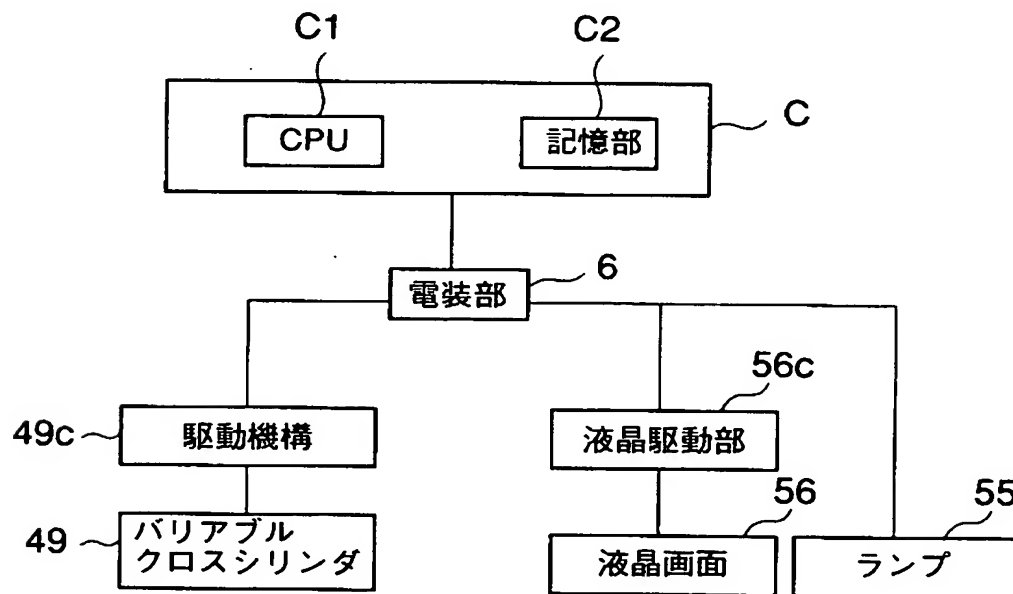 C1
C2
C
CPU
記憶部
6
電装部
56c
49c
駆動機構
液晶駆動部
56
55
49
バリアブル
クロスシリンダ
液晶画面
ランプ